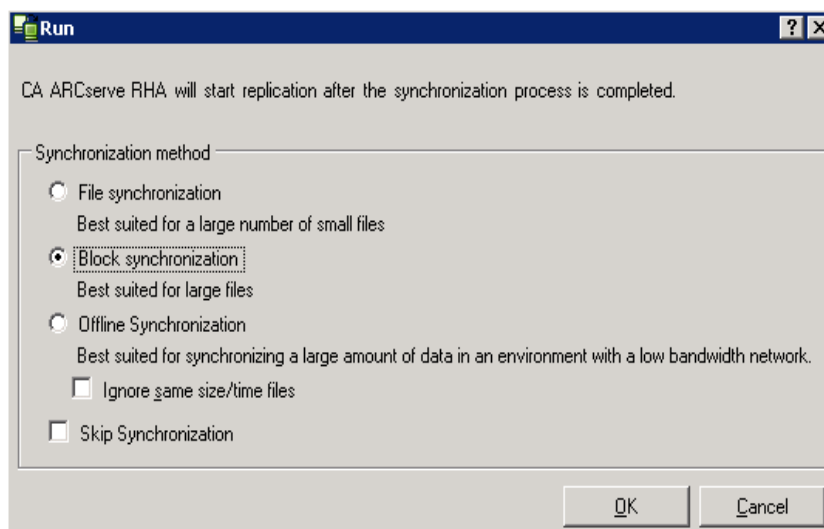 Run
CA ARCserve RHA will start replication after the synchronization process is completed.
Synchronization method
File synchronization
Best suited for a large number of small files
Block synchronization
Best suited for large files
Offline Synchronization
Best suited for synchronizing a large amount of data in an environment with a low bandwidth network.
Ignore same size/time files
Skip Synchronization
OK Cancel